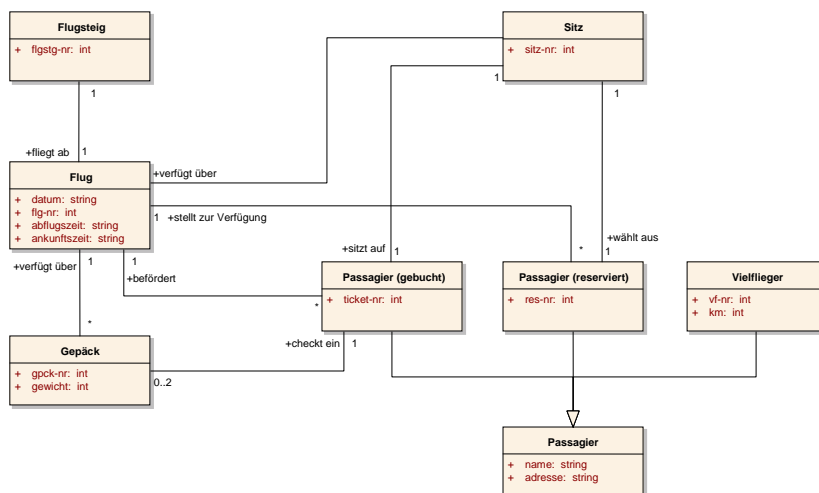 Flugsteig
+ flgstg-nr: int
Sitz
+ sitz-nr: int
1
1
1
+fliegt ab
1
+verfügt über
Flug
+ datum: string
+ flg-nr: int
+ abflugszeit: string
+ ankunftszeit: string
1
+stellt zur Verfügung
+verfügt über
1
1
+befördert
+sitzt auf
1
*
+wählt aus
1
Passagier (gebucht)
+ ticket-nr: int
*
Passagier (reserviert)
+ res-nr: int
Vielflieger
+ vf-nr: int
+ km: int
*
+checkt ein
1
Gepäck
+ gpck-nr: int
+ gewicht: int
0..2
Passagier
+ name: string
+ adresse: string